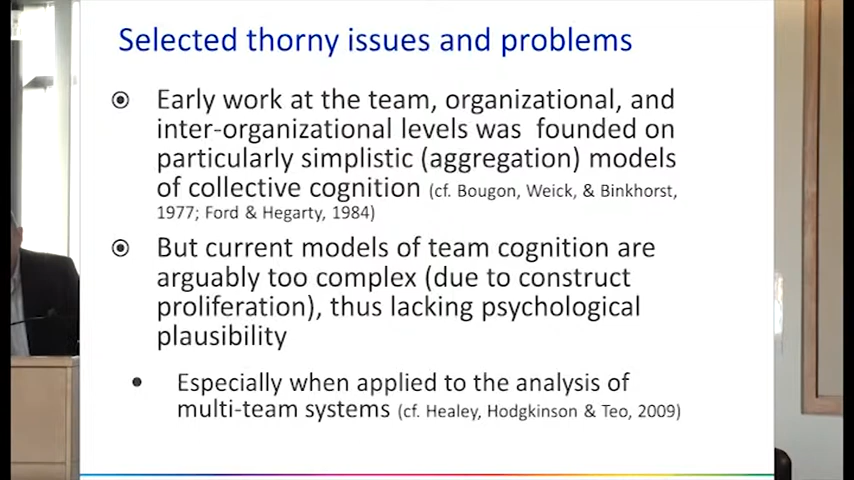 Selected thorny issues and problems
Early work at the team, organizational, and
inter-organizational levels was founded on
particularly simplistic (aggregation) models
of collective cognition (cf. Bougon, Weick, & Binkhorst,
1977; Ford & Hegarty, 1984)
But current models of team cognition are
arguably too complex (due to construct
proliferation), thus lacking psychological
plausibility
Especially when applied to the analysis of
multi-team systems (cf. Healey, Hodgkinson & Teo, 2009)